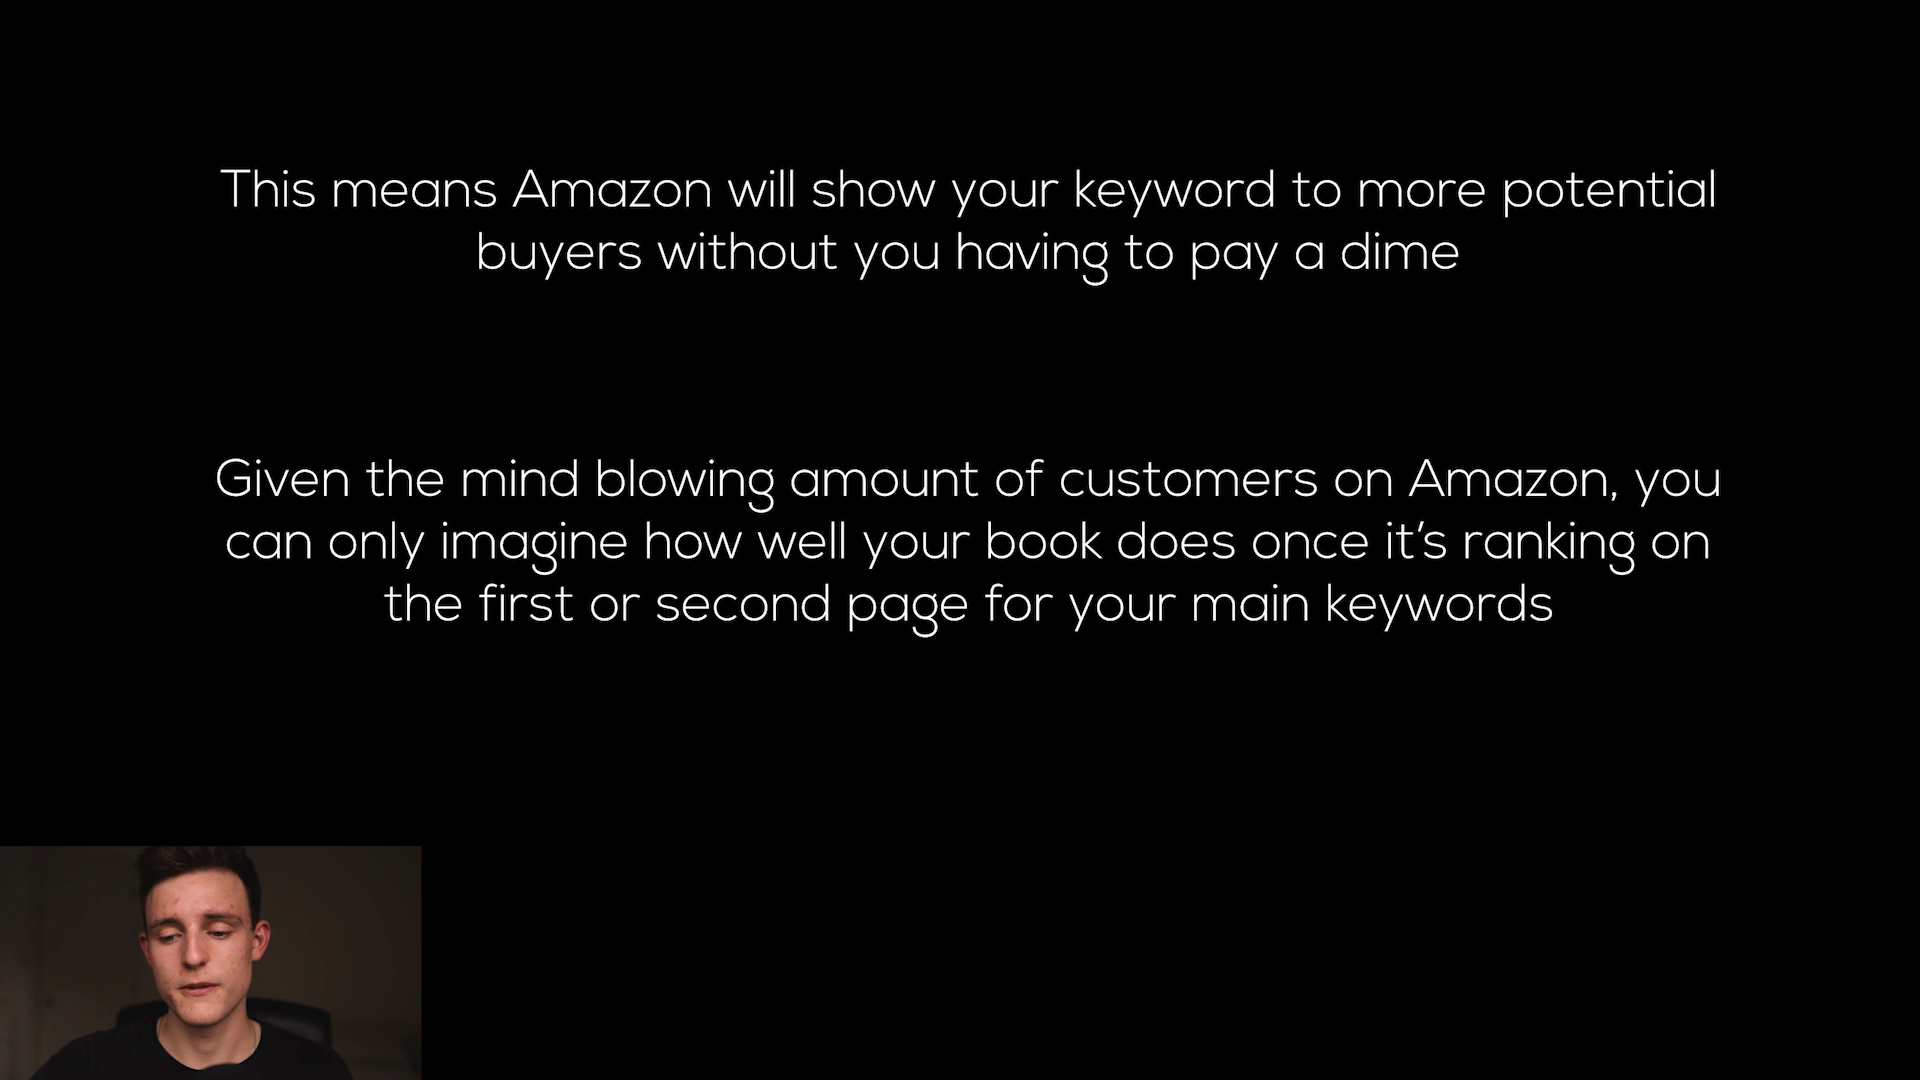 This means Amazon will show your keyword to more potential
buyers without you having to pay a dime
Given the mind blowing amount of customers on Amazon, you
can only imagine how well your book does once it’s ranking on
the first or second page for your main keywords